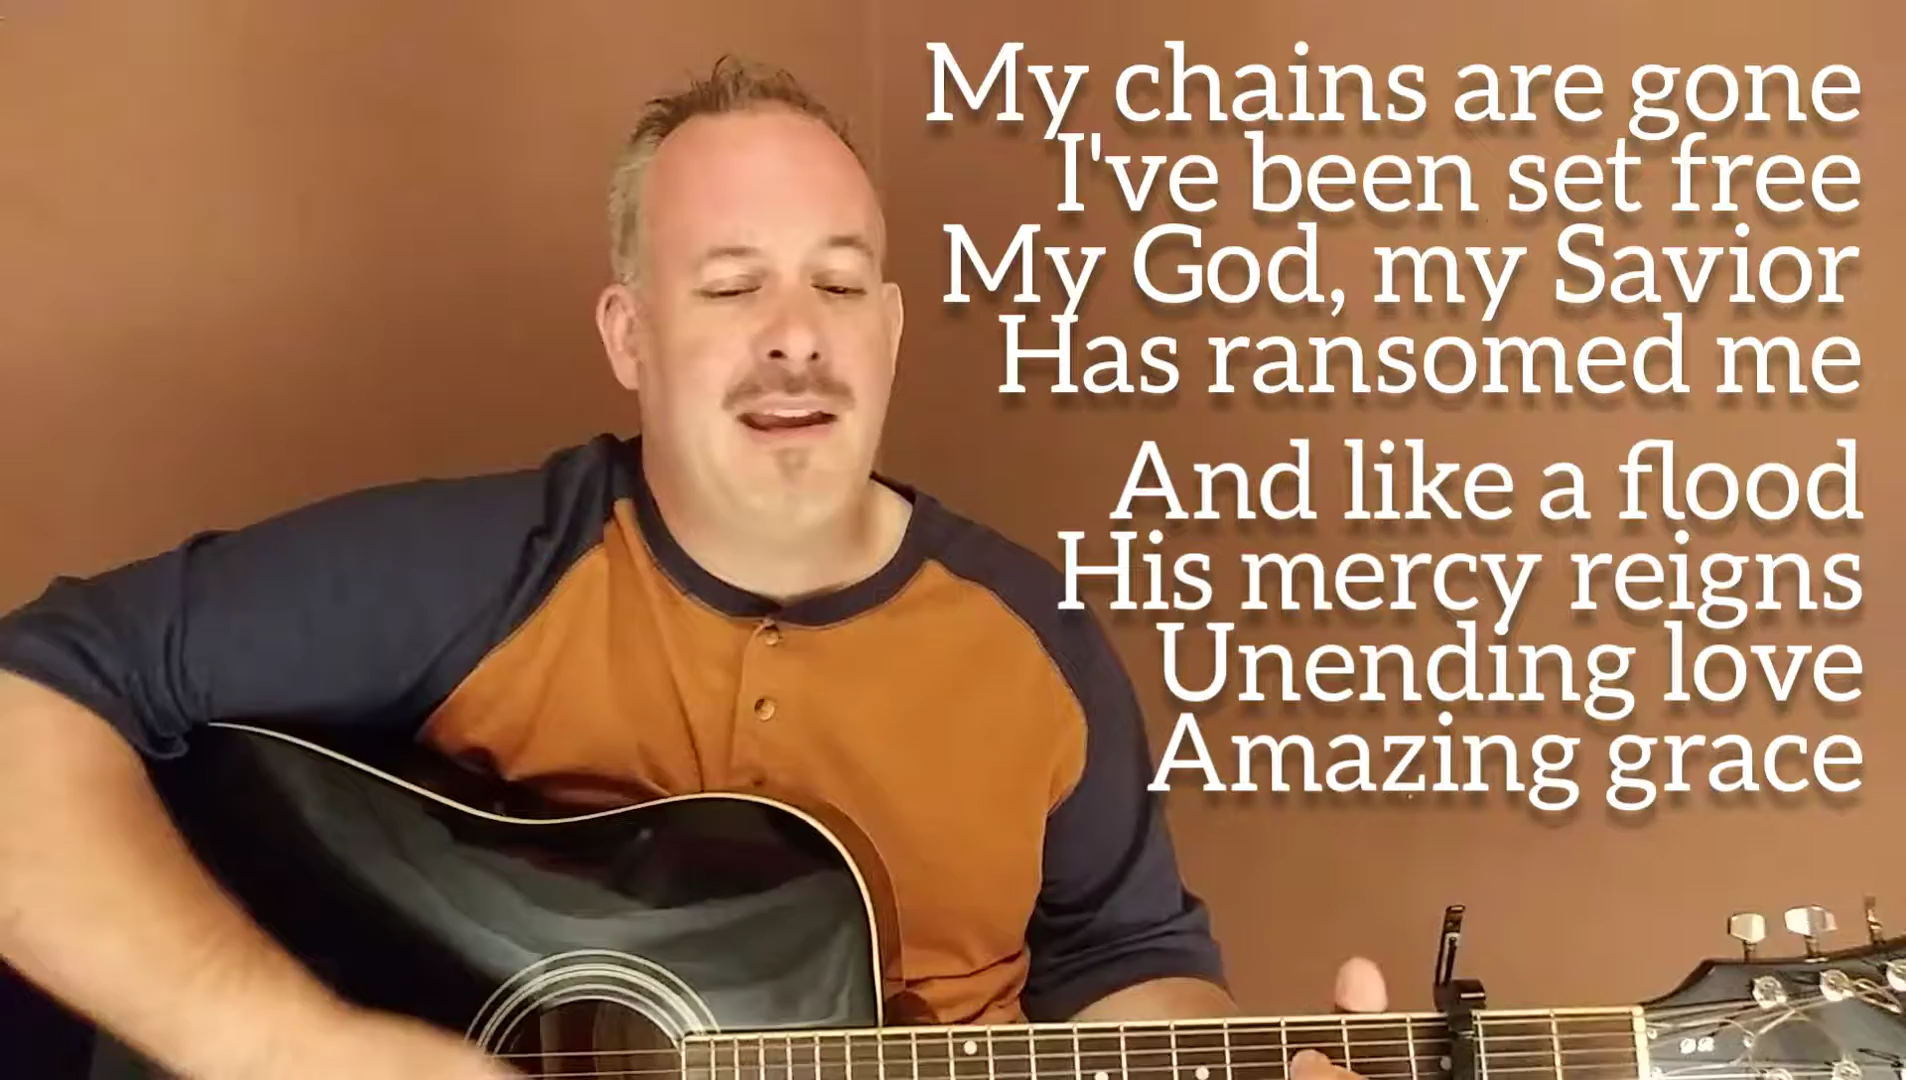 My chains are gone
I've been set free
My God, my Savior
Has ransomed me
And like a flood
His mercy reigns
Unending love
Amazing grace